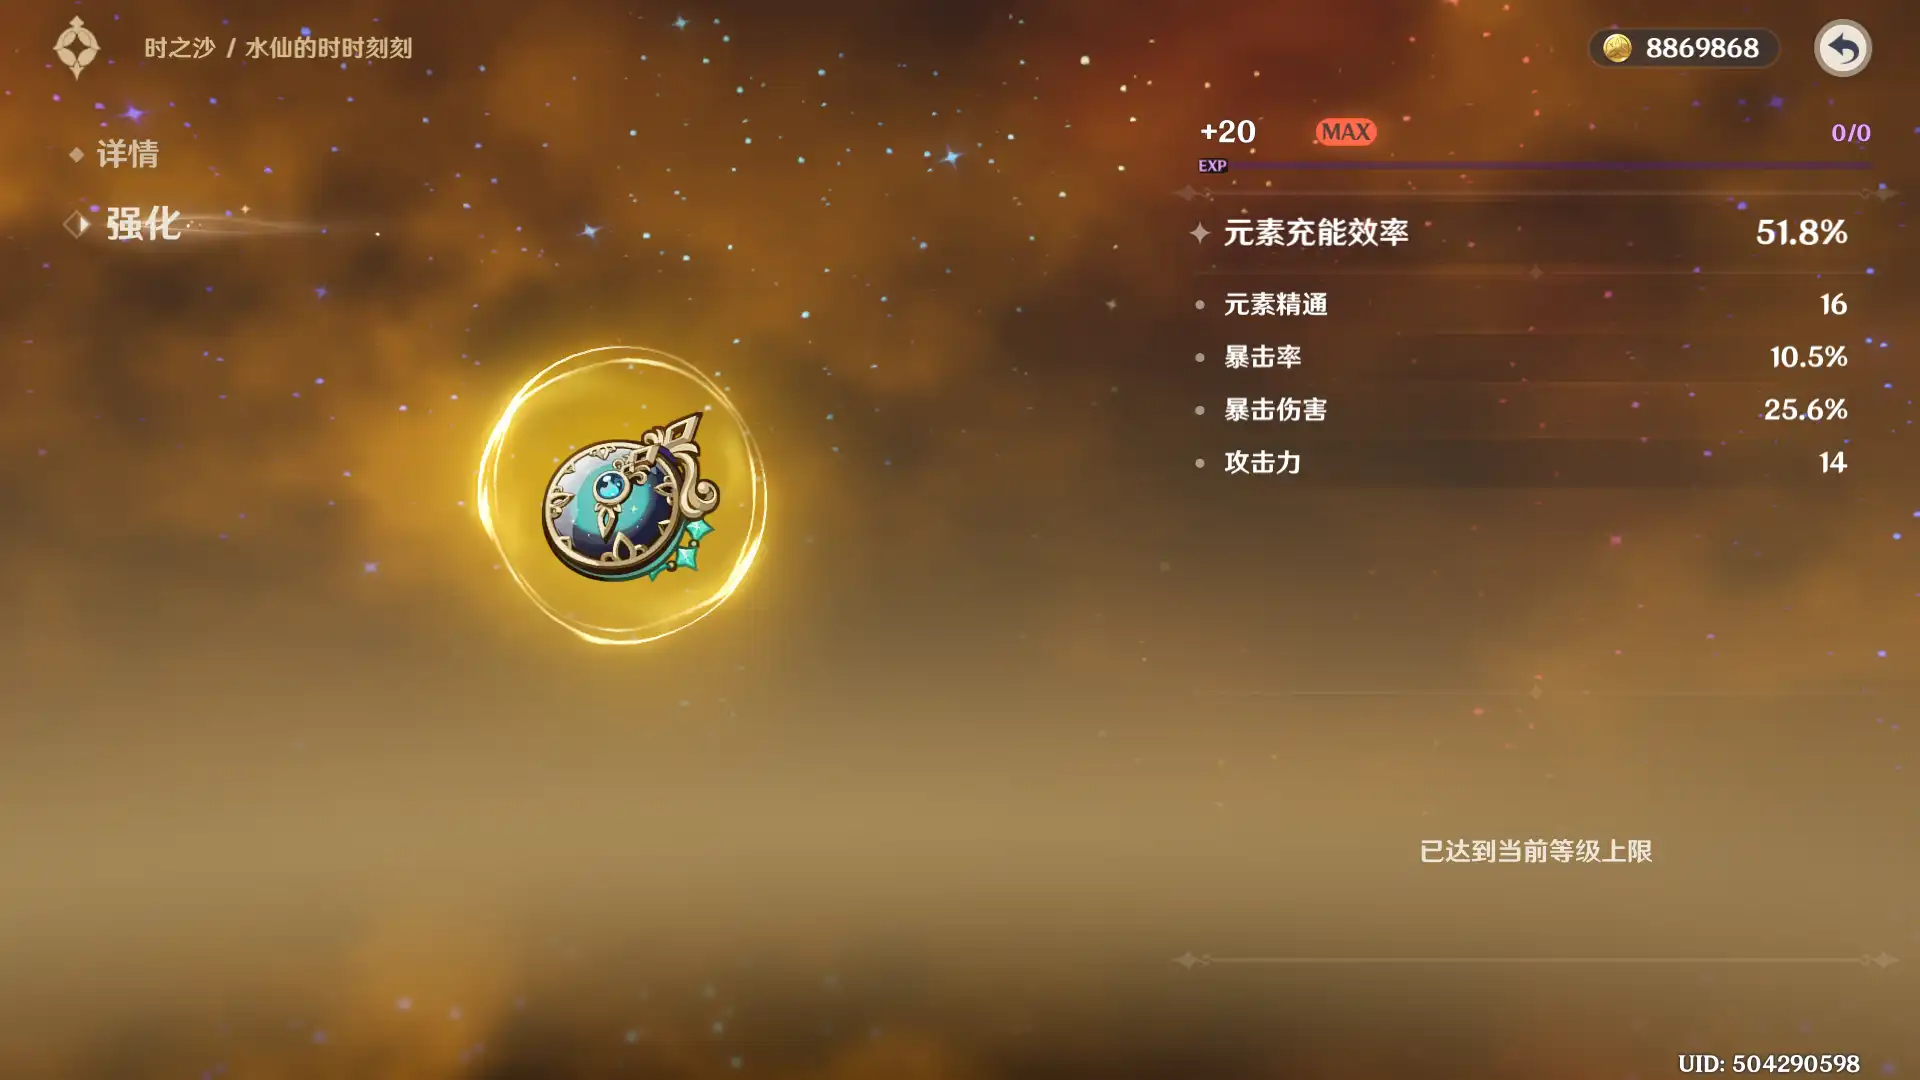 时之沙 / 水仙的时时刻刻
8869868
详情
强化
+20 MAX 0/0
EXP
元素充能效率 51.8%
元素精通 16
暴击率 10.5%
暴击伤害 25.6%
攻击力 14
已达到当前等级上限
UID: 504290598